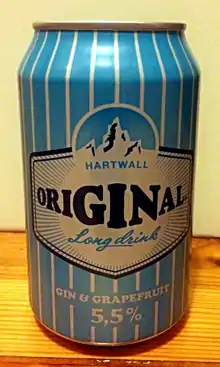 HARTWALL
ORIGINAL
Long drink
GIN & GRAPEFRUIT
5,5%